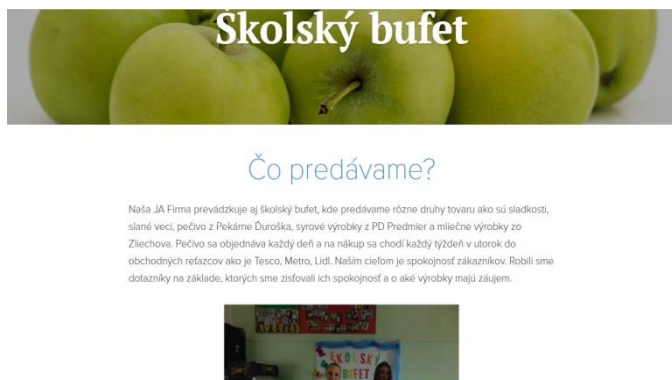 Školský bufet
Čo predávame?
Naša JA Firma prevádzkuje aj školský bufet, kde predávame rôzne druhy tovaru ako sú sladkosti,
slané veci, pečivo z Pekárne Ďuroška, syrové výrobky z PD Predmier a mliečne výrobky zo
Zliechova. Pečivo sa objednáva každý deň a na nákup sa chodí každý týždeň v utorok do
obchodných reťazcov ako je Tesco, Metro, Lidl. Naším cieľom je spokojnosť zákazníkov. Robili sme
dotazníky na základe, ktorých sme zisťovali ich spokojnosť a o aké výrobky majú záujem.
ŠKOLSKÝ
BUFET